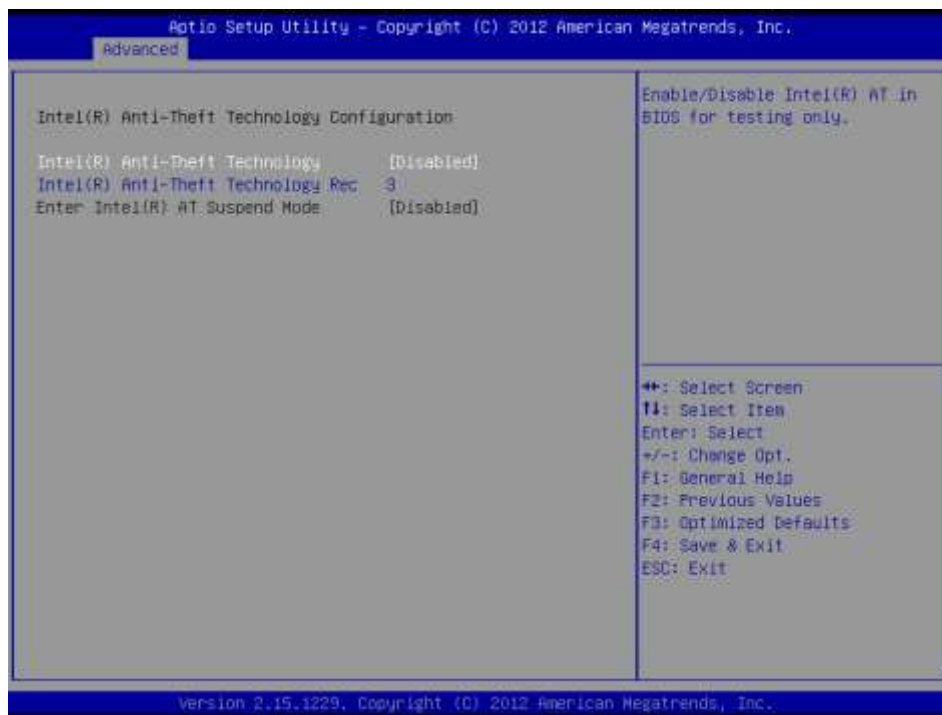 Aptio Setup Utility – Copyright (C) 2012 American Megatrends, Inc.
Advanced
Intel(R) Anti-Theft Technology Configuration
Intel(R) Anti-Theft Technology [Disabled]
Intel(R) Anti-Theft Technology Rec 3
Enter Intel(R) AT Suspend Mode [Disabled]
Enable/Disable Intel(R) AT in
BIOS for testing only.
→←: Select Screen
↑↓: Select Item
Enter: Select
+/-: Change Opt.
F1: General Help
F2: Previous Values
F3: Optimized Defaults
F4: Save & Exit
ESC: Exit
Version 2.15.1229. Copyright (C) 2012 American Megatrends, Inc.